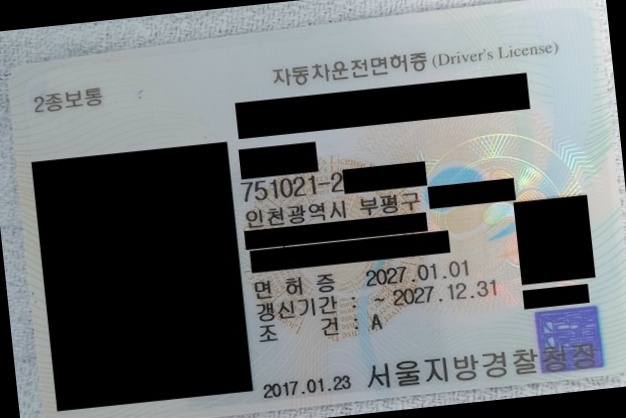 자동차운전면허증 (Driver's License)
2종보통
751021-2
인천광역시 부평구
면 허 증 : 2027.01.01
갱신기간 : ~ 2027.12.31
조 건 : A
2017.01.23 서울지방경찰청장